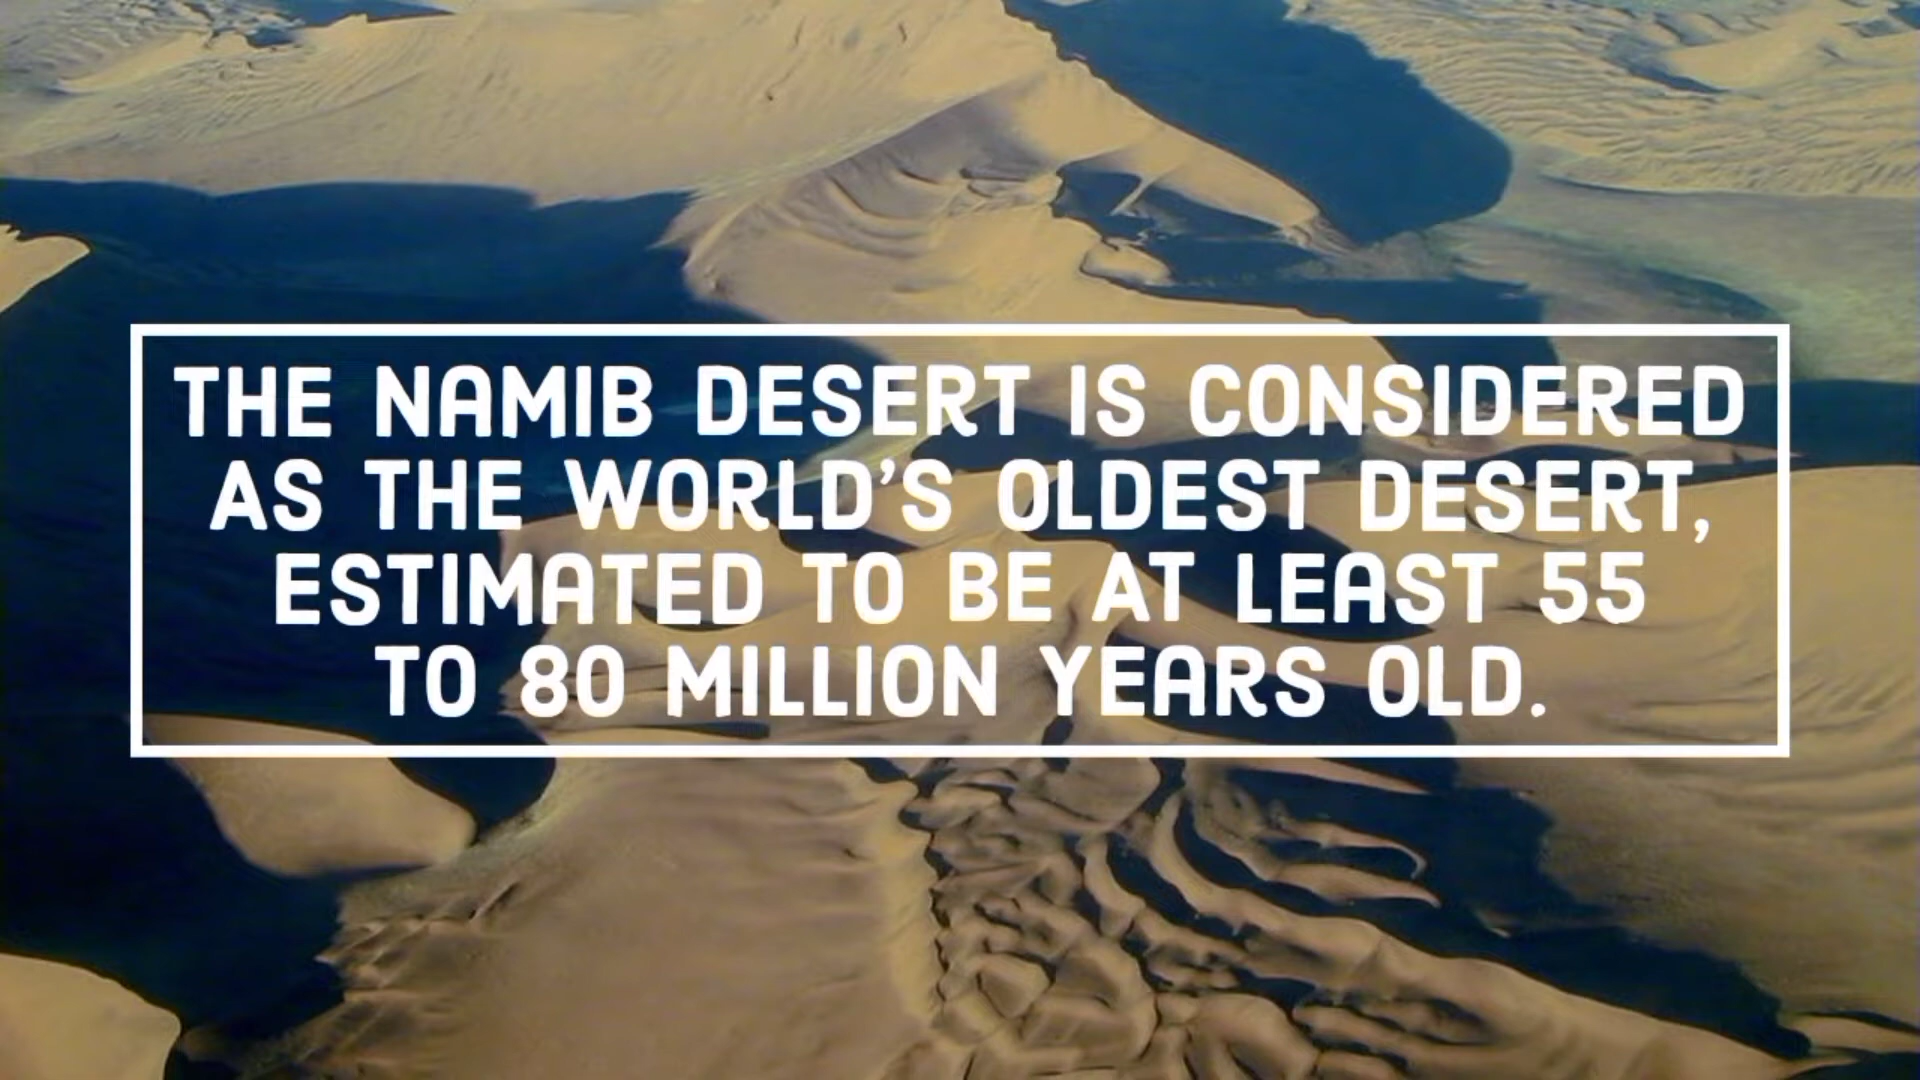 THE NAMIB DESERT IS CONSIDERED
AS THE WORLD'S OLDEST DESERT,
ESTIMATED TO BE AT LEAST 55
TO 80 MILLION YEARS OLD.